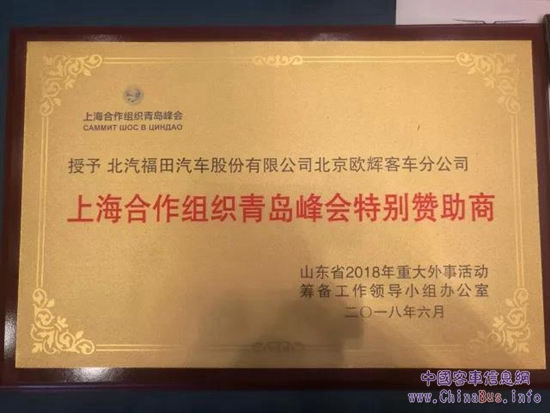 上海合作组织青岛峰会
САММИТ ШОС В ЦИНДАО
授予 北汽福田汽车股份有限公司北京欧辉客车分公司
上海合作组织青岛峰会特别赞助商
山东省2018年重大外事活动
筹备工作领导小组办公室
二〇一八年六月
中國客車信息網
www.ChinaBus.info